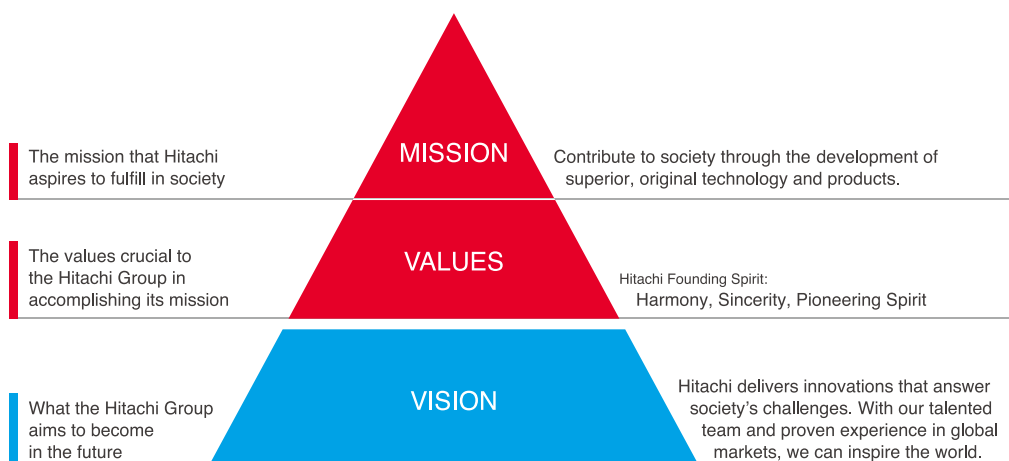 The mission that Hitachi
aspires to fulfill in society
MISSION
Contribute to society through the development of
superior, original technology and products.
The values crucial to
the Hitachi Group in
accomplishing its mission
VALUES
Hitachi Founding Spirit:
Harmony, Sincerity, Pioneering Spirit
What the Hitachi Group
aims to become
in the future
VISION
Hitachi delivers innovations that answer
society’s challenges. With our talented
team and proven experience in global
markets, we can inspire the world.